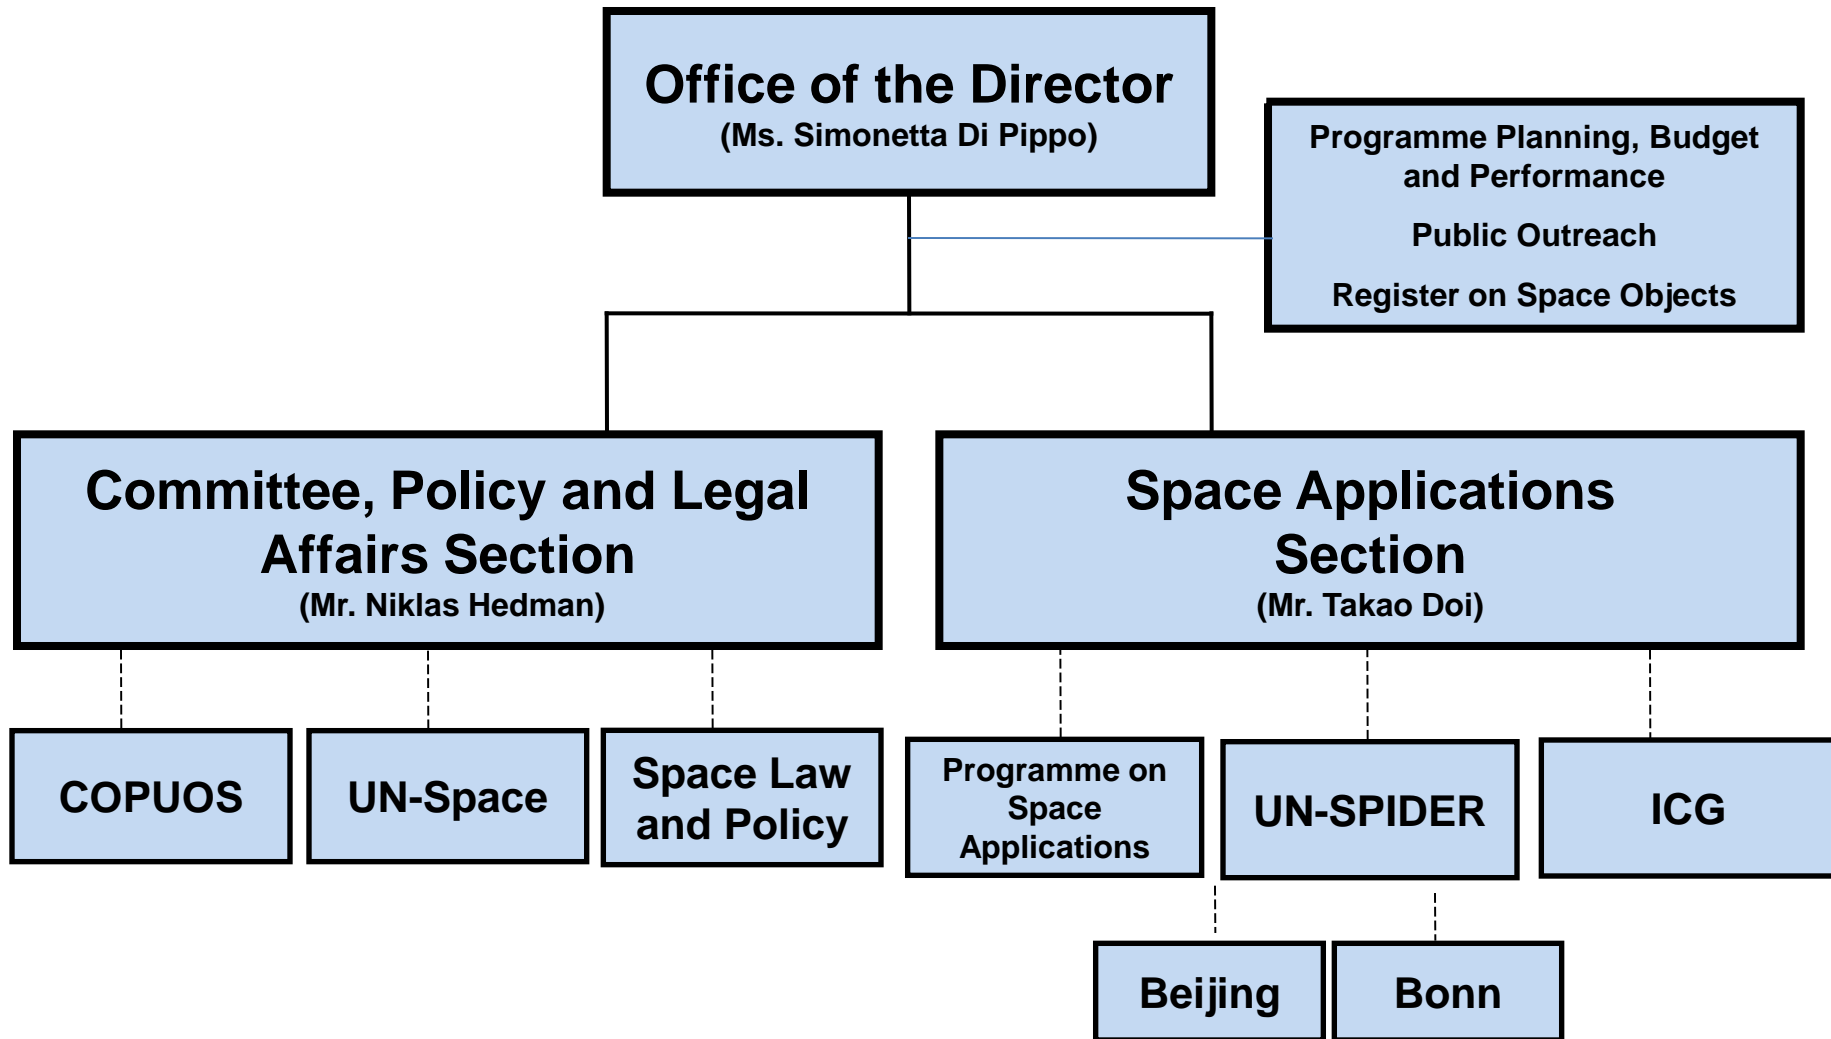 Office of the Director
(Ms. Simonetta Di Pippo)
Programme Planning, Budget
and Performance
Public Outreach
Register on Space Objects
Committee, Policy and Legal
Affairs Section
(Mr. Niklas Hedman)
Space Applications
Section
(Mr. Takao Doi)
COPUOS
UN-Space
Space Law
and Policy
Programme on
Space
Applications
UN-SPIDER
ICG
Beijing
Bonn